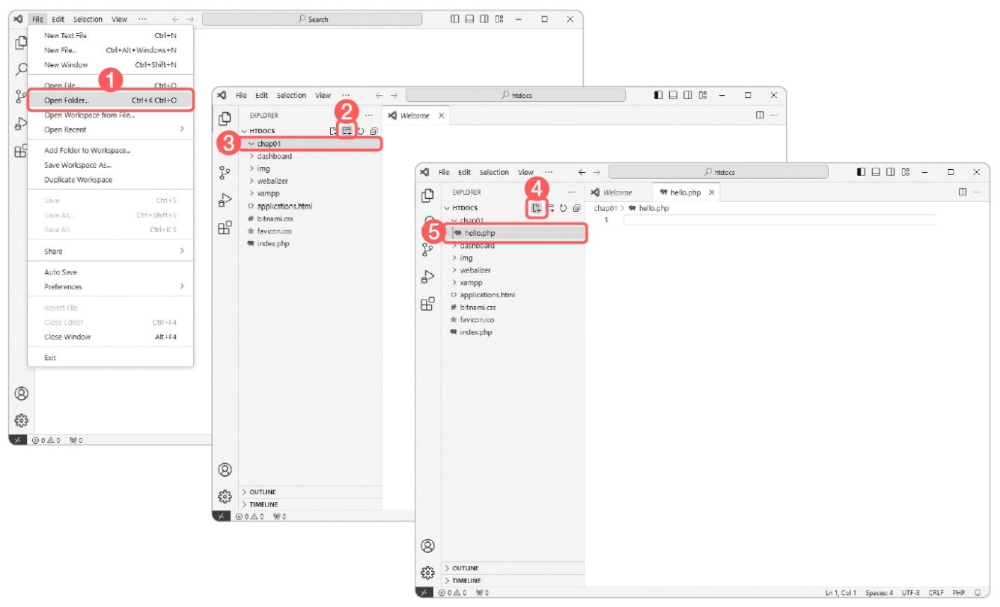 File Edit Selection View ··· ← → Search
New Text File Ctrl+N
New File... Ctrl+Alt+Windows+N
New Window Ctrl+Shift+N
1
Open File... Ctrl+O
Open Folder... Ctrl+K Ctrl+O
Open Workspace from File...
Open Recent >
Add Folder to Workspace...
Save Workspace As...
Duplicate Workspace
Save Ctrl+S
Save As... Ctrl+Shift+S
Save All Ctrl+K S
Share >
Auto Save
Preferences >
Revert File
Close Editor Ctrl+F4
Close Window Alt+F4
Exit
0 0 0
File Edit Selection View ··· ← → htdocs
EXPLORER 2 ··· Welcome ×
HTDOCS
3 chap01
> dashboard
> img
> webalizer
> xampp
<> applications.html
# bitnami.css
★ favicon.ico
index.php
> OUTLINE
> TIMELINE
0 0 0
File Edit Selection View ··· ← → htdocs
EXPLORER 4 ··· Welcome hello.php ×
HTDOCS chap01 > hello.php
chap01 1
5 hello.php
> dashboard
> img
> webalizer
> xampp
<> applications.html
# bitnami.css
★ favicon.ico
index.php
> OUTLINE
> TIMELINE
0 0 0 Ln 1, Col 1 Spaces: 4 UTF-8 CRLF PHP